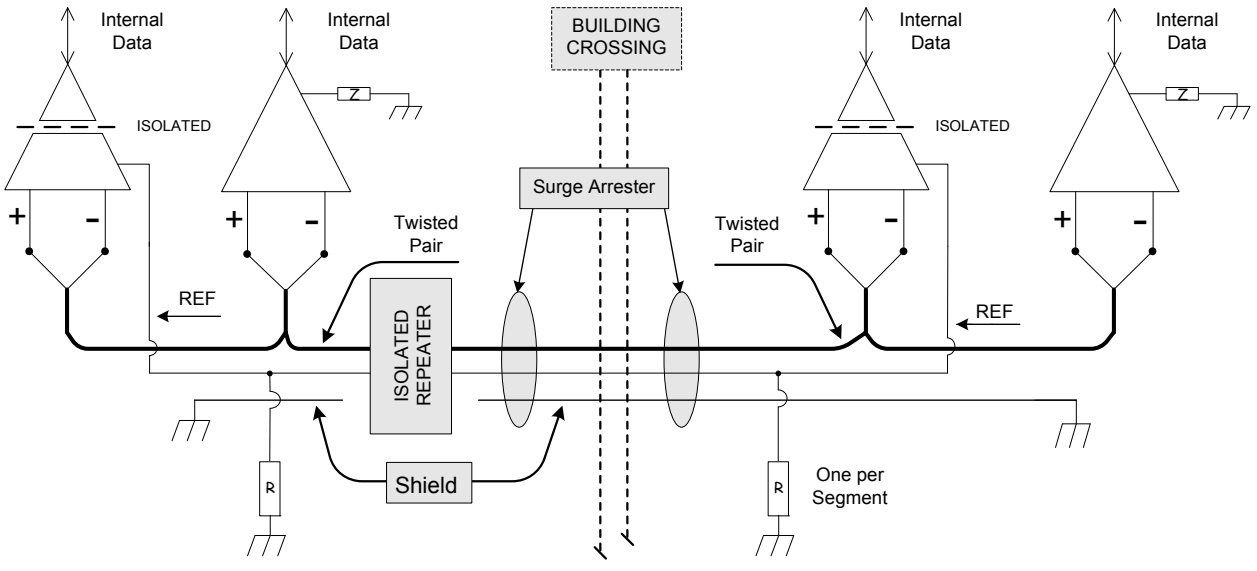 Internal
Data
Internal
Data
BUILDING
CROSSING
Internal
Data
Internal
Data
Z
Z
ISOLATED
ISOLATED
Surge Arrester
+
-
+
-
+
-
+
-
Twisted
Pair
Twisted
Pair
REF
REF
ISOLATED
REPEATER
Shield
R
R
One per
Segment